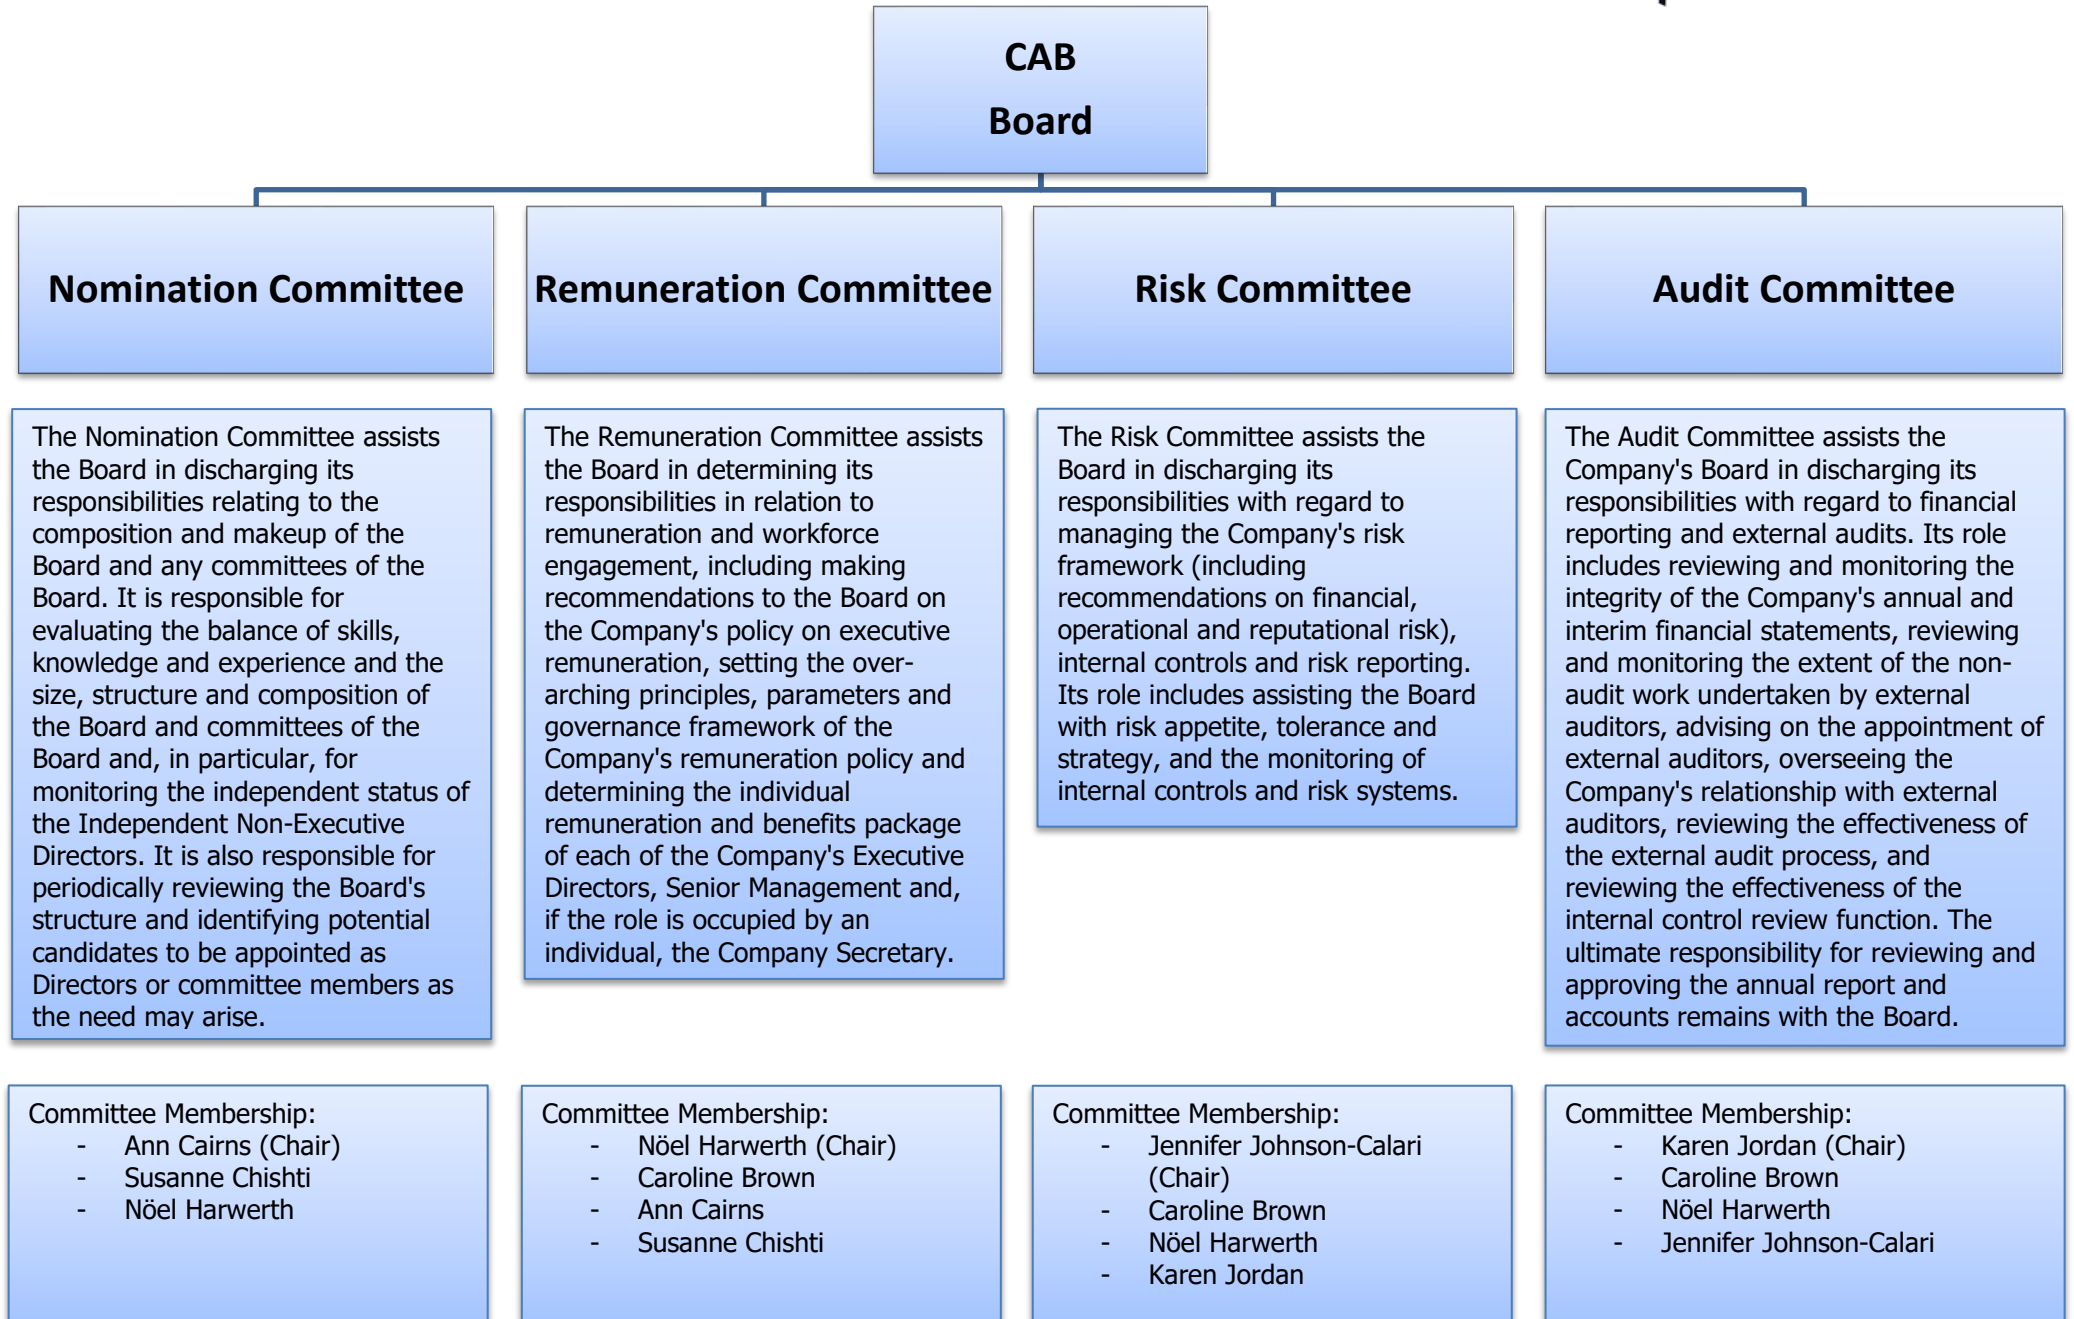 CAB
Board
Nomination Committee
Remuneration Committee
Risk Committee
Audit Committee
The Nomination Committee assists
the Board in discharging its
responsibilities relating to the
composition and makeup of the
Board and any committees of the
Board. It is responsible for
evaluating the balance of skills,
knowledge and experience and the
size, structure and composition of
the Board and committees of the
Board and, in particular, for
monitoring the independent status of
the Independent Non-Executive
Directors. It is also responsible for
periodically reviewing the Board's
structure and identifying potential
candidates to be appointed as
Directors or committee members as
the need may arise.
The Remuneration Committee assists
the Board in determining its
responsibilities in relation to
remuneration and workforce
engagement, including making
recommendations to the Board on
the Company's policy on executive
remuneration, setting the over-
arching principles, parameters and
governance framework of the
Company's remuneration policy and
determining the individual
remuneration and benefits package
of each of the Company's Executive
Directors, Senior Management and,
if the role is occupied by an
individual, the Company Secretary.
The Risk Committee assists the
Board in discharging its
responsibilities with regard to
managing the Company's risk
framework (including
recommendations on financial,
operational and reputational risk),
internal controls and risk reporting.
Its role includes assisting the Board
with risk appetite, tolerance and
strategy, and the monitoring of
internal controls and risk systems.
The Audit Committee assists the
Company's Board in discharging its
responsibilities with regard to financial
reporting and external audits. Its role
includes reviewing and monitoring the
integrity of the Company's annual and
interim financial statements, reviewing
and monitoring the extent of the non-
audit work undertaken by external
auditors, advising on the appointment of
external auditors, overseeing the
Company's relationship with external
auditors, reviewing the effectiveness of
the external audit process, and
reviewing the effectiveness of the
internal control review function. The
ultimate responsibility for reviewing and
approving the annual report and
accounts remains with the Board.
Committee Membership:
- Ann Cairns (Chair)
- Susanne Chishti
- Nöel Harwerth
Committee Membership:
- Nöel Harwerth (Chair)
- Caroline Brown
- Ann Cairns
- Susanne Chishti
Committee Membership:
- Jennifer Johnson-Calari
(Chair)
- Caroline Brown
- Nöel Harwerth
- Karen Jordan
Committee Membership:
- Karen Jordan (Chair)
- Caroline Brown
- Nöel Harwerth
- Jennifer Johnson-Calari